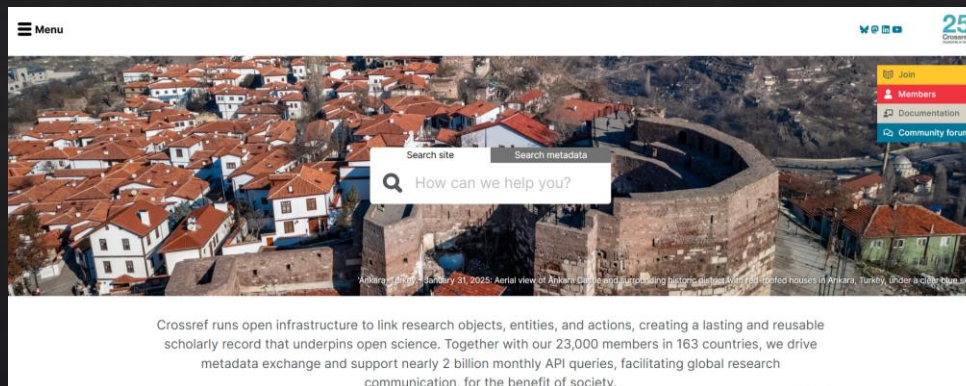 Menu
25
Crossre
Join
Members
Documentation
Community forum
Search site
Search metadata
How can we help you?
'Ankara, Turkey - January 31, 2025: Aerial view of Ankara Castle and surrounding historic district with red-roofed houses in Ankara, Turkey, under a clear blue s
Crossref runs open infrastructure to link research objects, entities, and actions, creating a lasting and reusable
scholarly record that underpins open science. Together with our 23,000 members in 163 countries, we drive
metadata exchange and support nearly 2 billion monthly API queries, facilitating global research
communication, for the benefit of society.